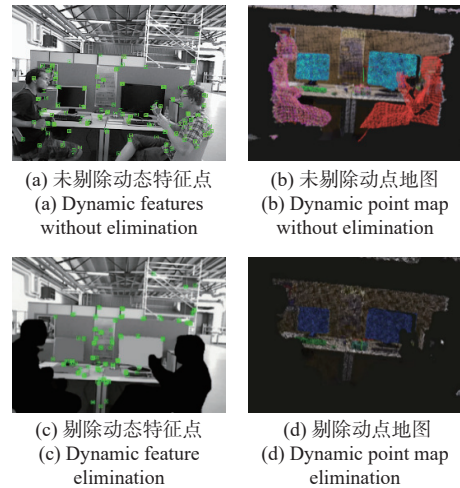 (a) 未剔除动态特征点
(a) Dynamic features
without elimination
(b) 未剔除动点地图
(b) Dynamic point map
without elimination
(c) 剔除动态特征点
(c) Dynamic feature
elimination
(d) 剔除动点地图
(d) Dynamic point map
elimination